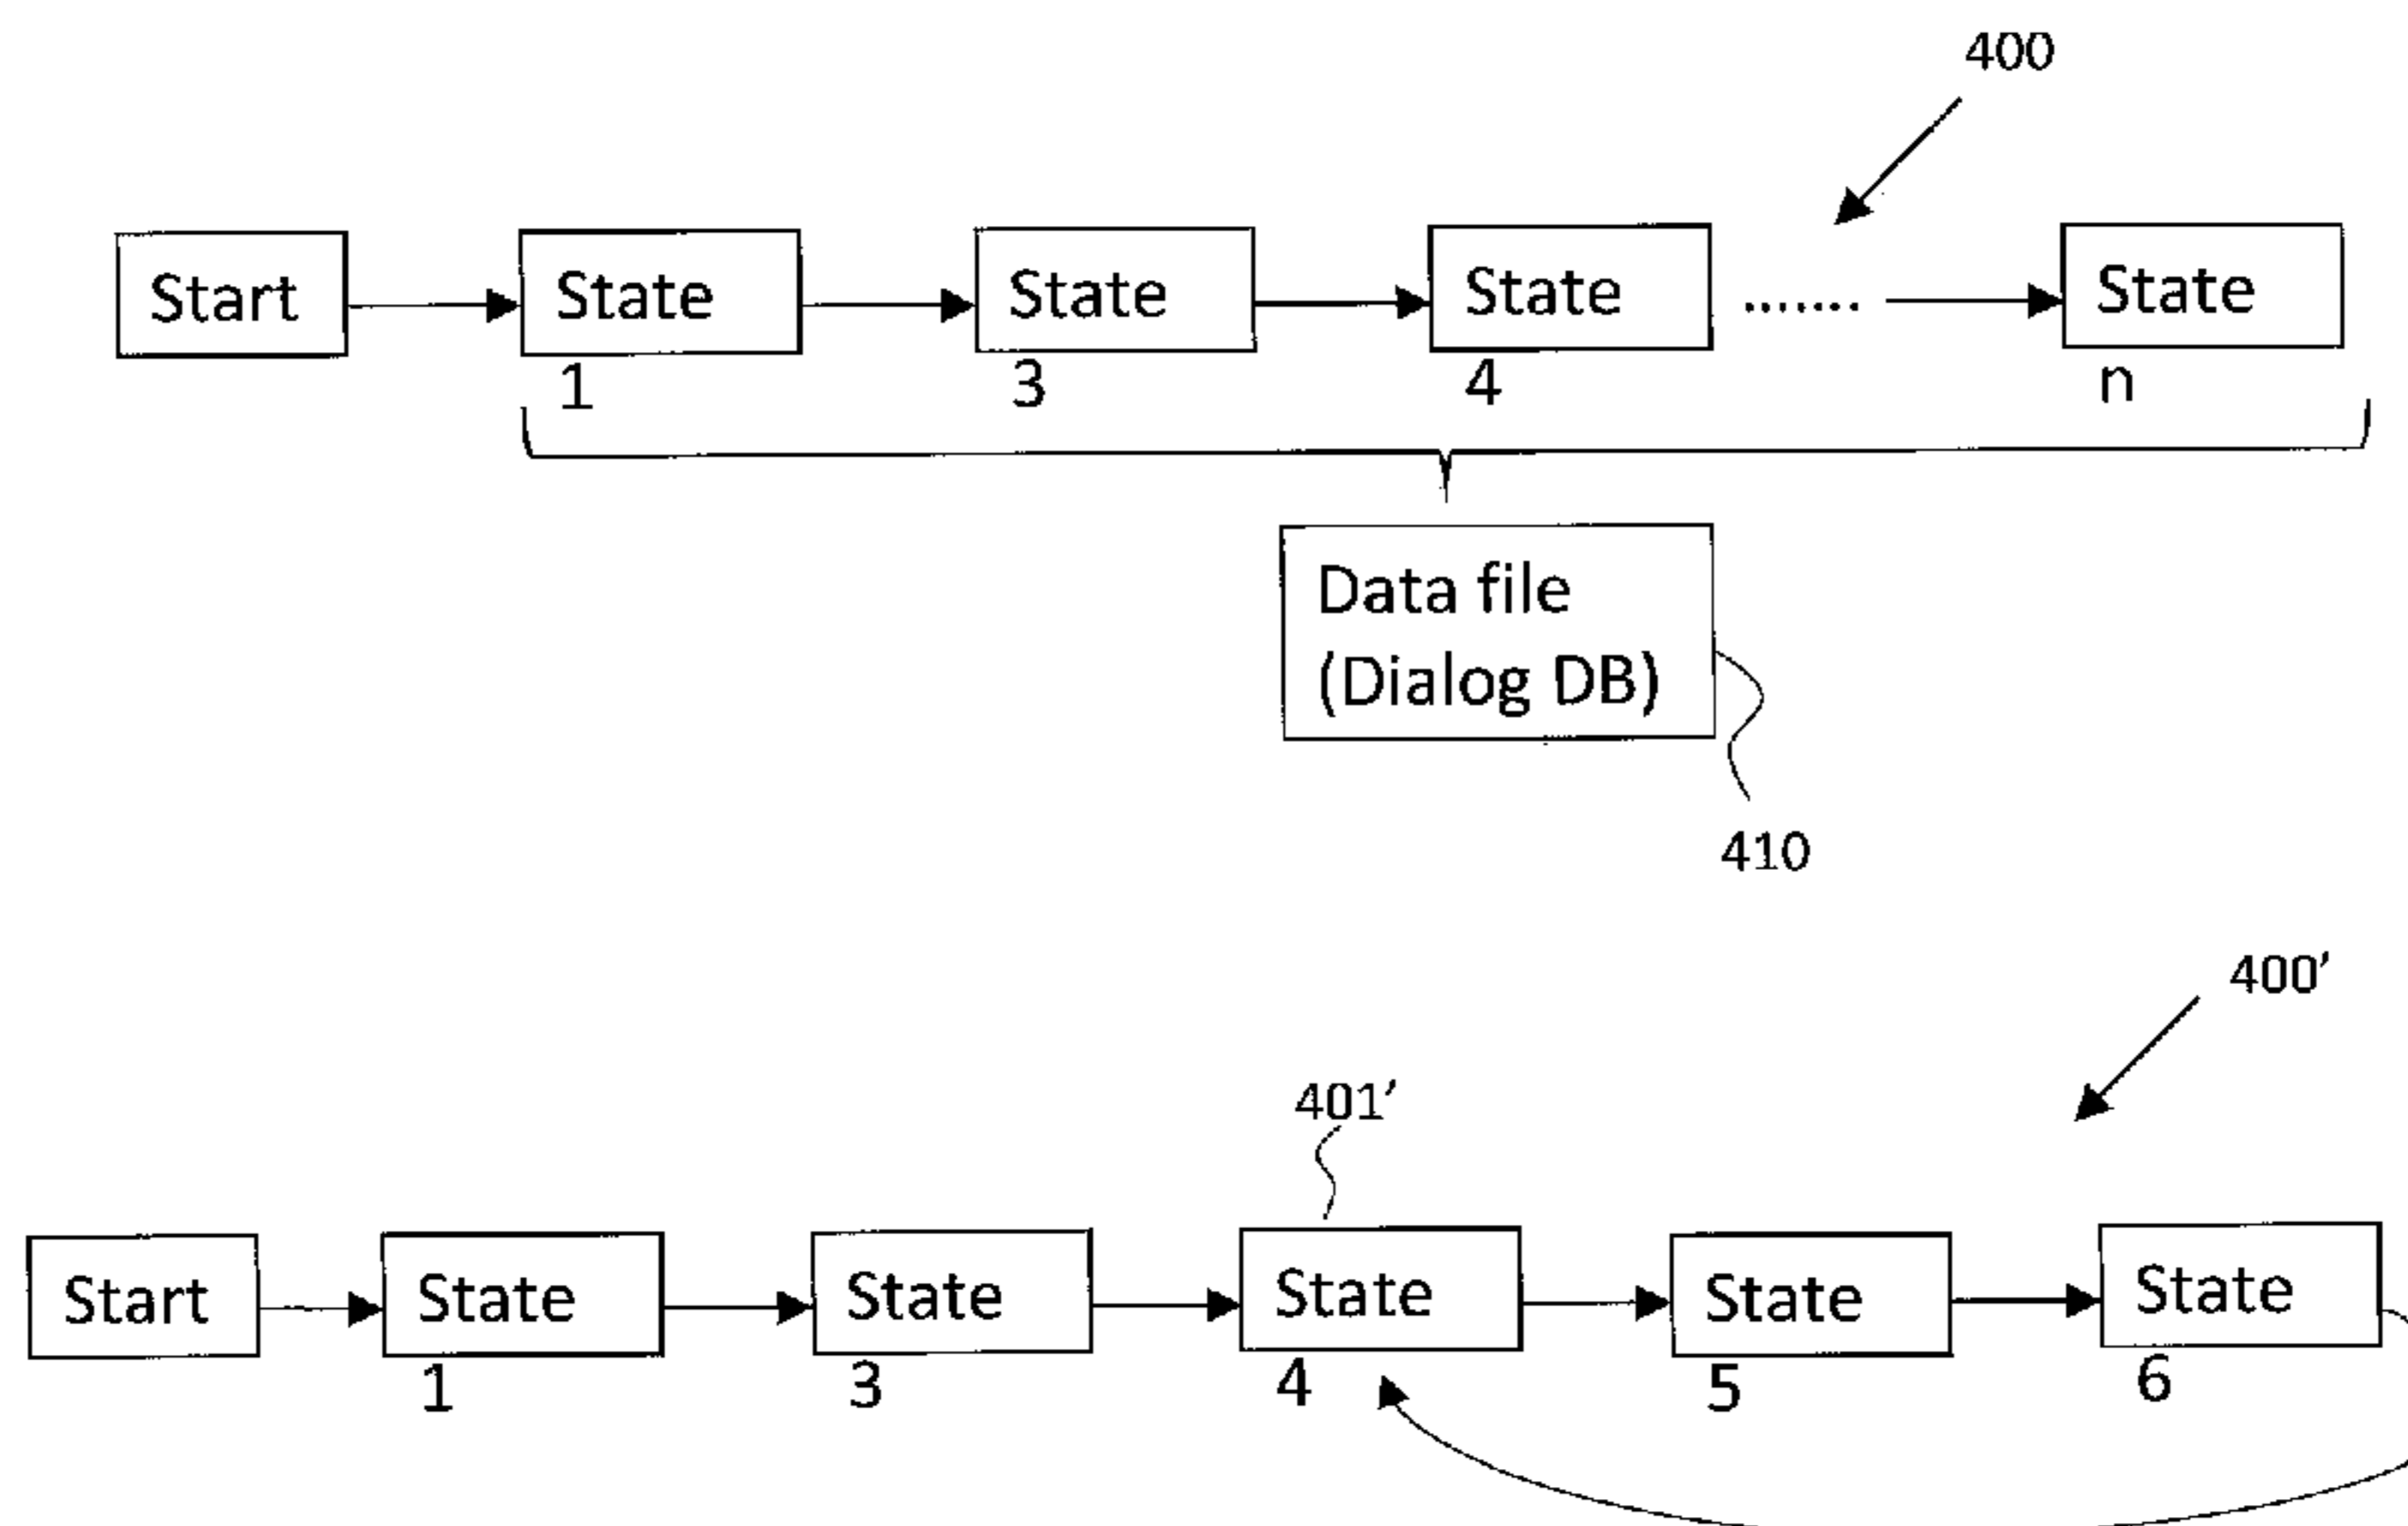 400
Start State State State ....... State
1 3 4 n
Data file
(Dialog DB)
410
400’
401’
Start State State State State State
1 3 4 5 6